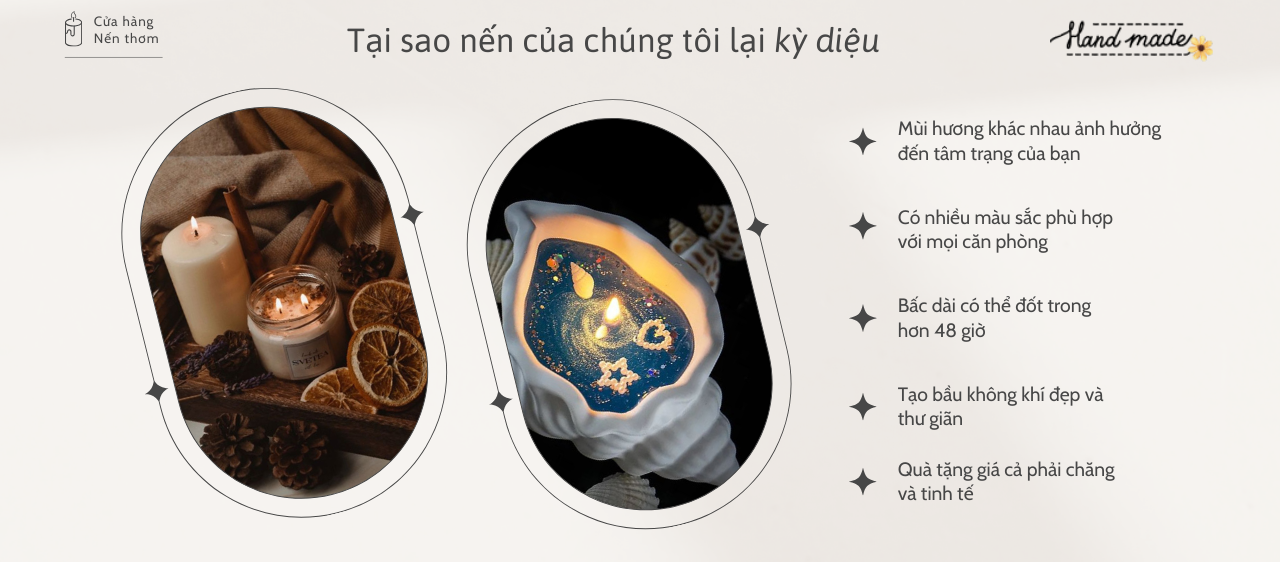 Cửa hàng
Nến thơm
Tại sao nến của chúng tôi lại kỳ diệu
Hand made
Mùi hương khác nhau ảnh hưởng
đến tâm trạng của bạn
Có nhiều màu sắc phù hợp
với mọi căn phòng
Bấc dài có thể đốt trong
hơn 48 giờ
Tạo bầu không khí đẹp và
thư giãn
Quà tặng giá cả phải chăng
và tinh tế